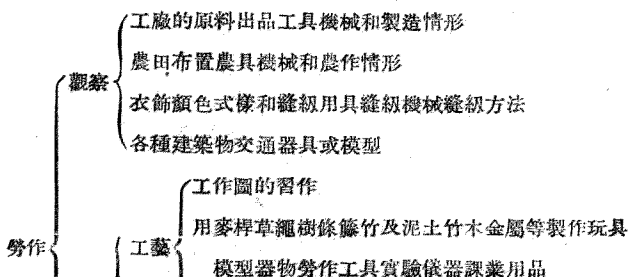 工廠的原料出品工具機械和製造情形
農田布置農具機械和農作情形
觀察
衣飾顏色式樣和縫紉用具縫紉機械縫紉方法
各種建築物交通器具或模型
工作圖的習作
用麥桿草繩樹條籐竹及泥土竹木金屬等製作玩具
勞作
工藝
模型器物勞作工具實驗儀器課業用品